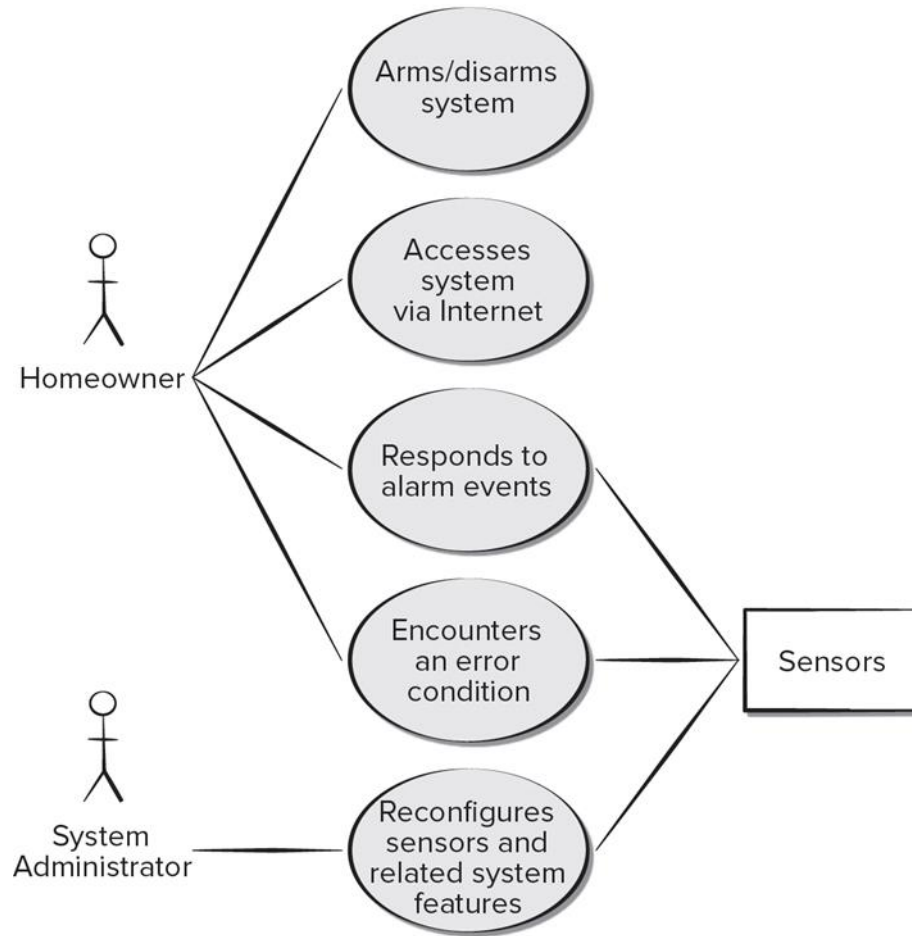 Arms/disarms
system
Accesses
system
via Internet
Homeowner
Responds to
alarm events
Encounters
an error
condition
Sensors
System
Administrator
Reconfigures
sensors and
related system
features